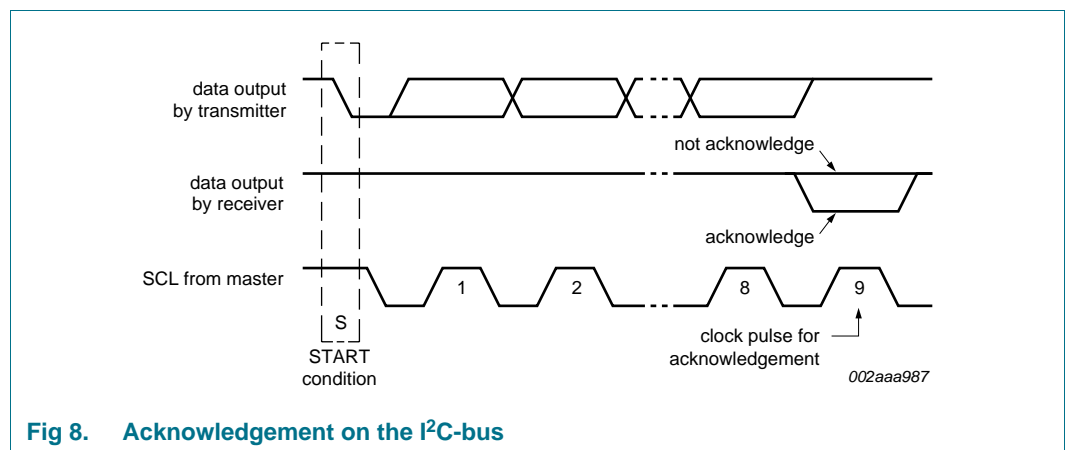 data output
by transmitter
not acknowledge
data output
by receiver
acknowledge
SCL from master
1
2
8
9
S
START
condition
clock pulse for
acknowledgement
002aaa987
Fig 8. Acknowledgement on the I²C-bus